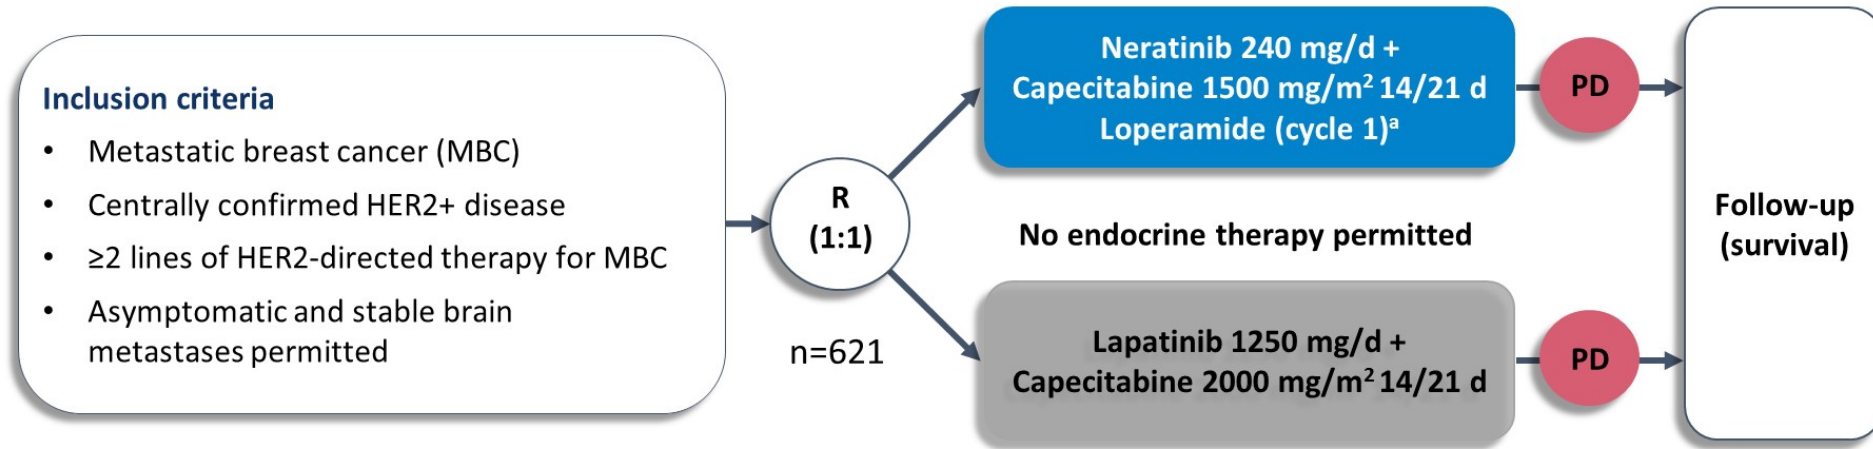 Inclusion criteria
• Metastatic breast cancer (MBC)
• Centrally confirmed HER2+ disease
• ≥2 lines of HER2-directed therapy for MBC
• Asymptomatic and stable brain
metastases permitted
R
(1:1)
n=621
Neratinib 240 mg/d +
Capecitabine 1500 mg/m² 14/21 d
Loperamide (cycle 1)ᵃ
PD
No endocrine therapy permitted
Lapatinib 1250 mg/d +
Capecitabine 2000 mg/m² 14/21 d
PD
Follow-up
(survival)